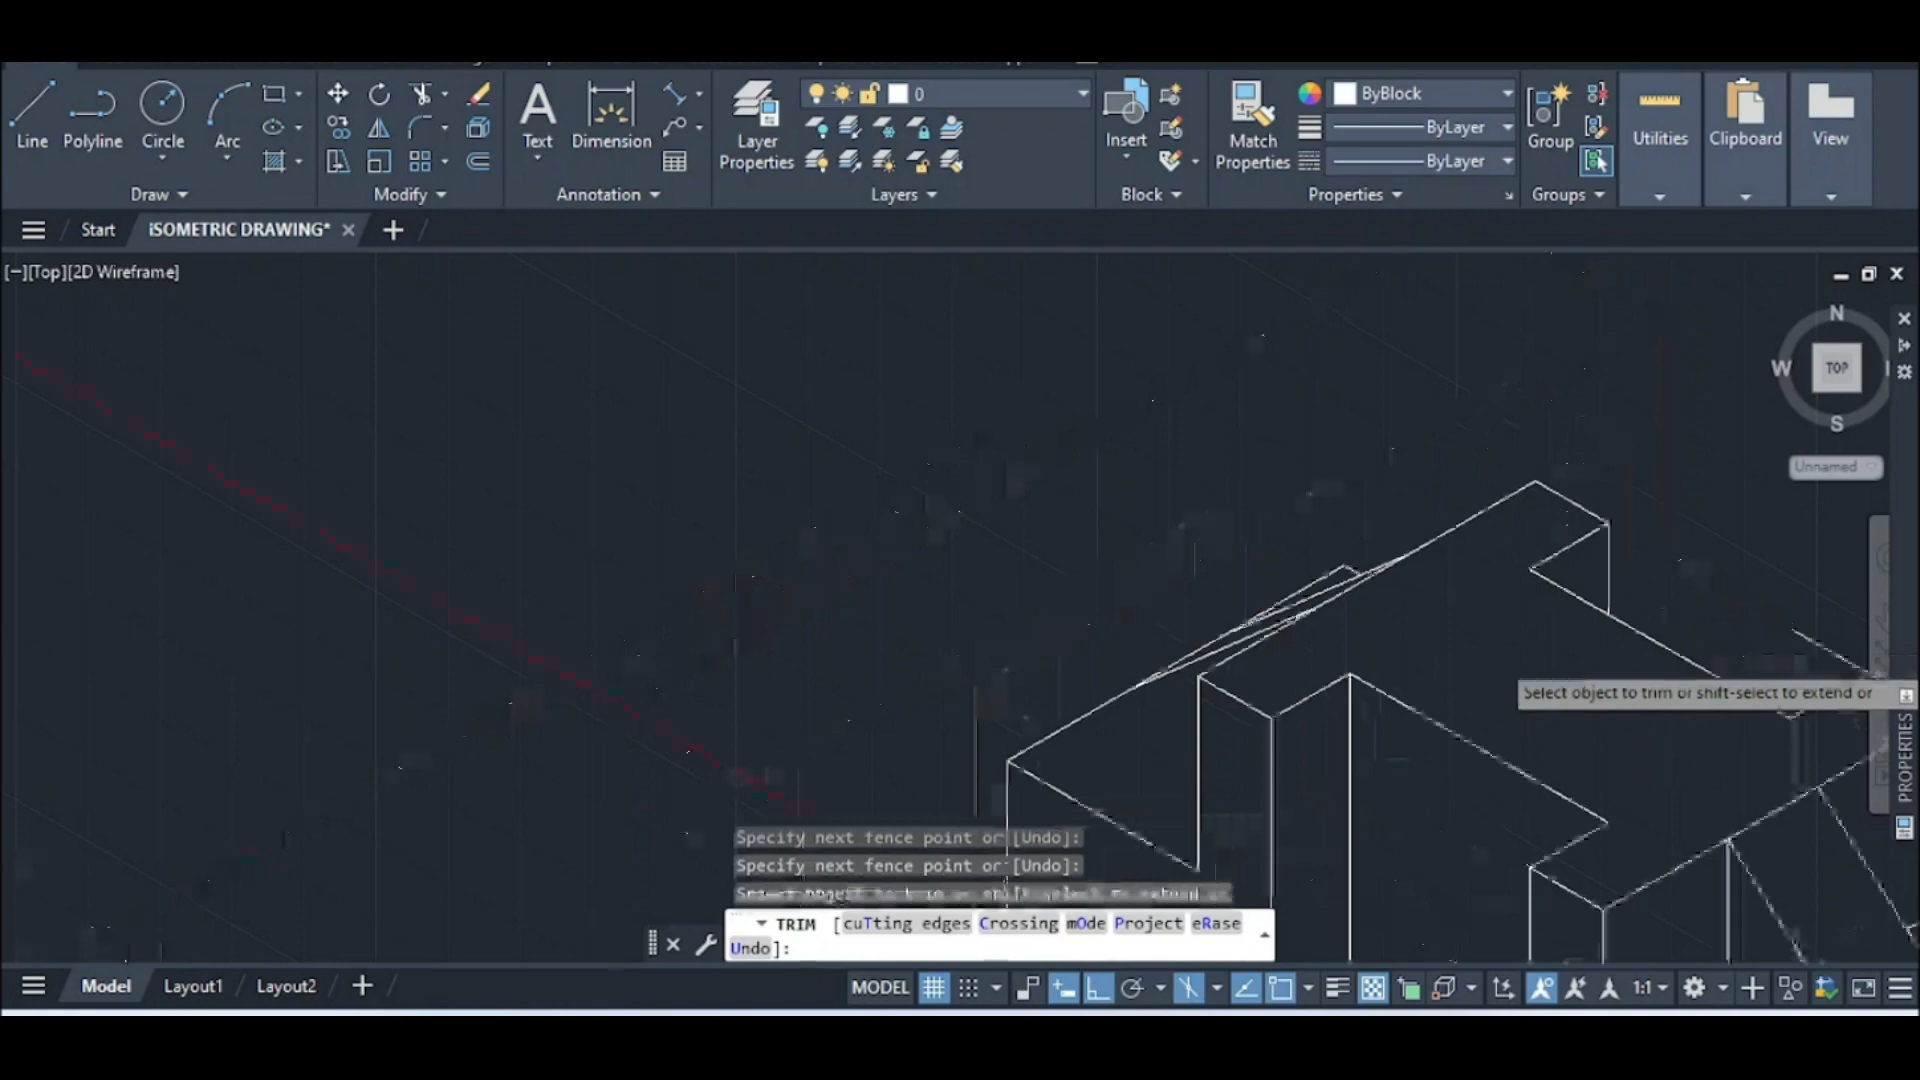 0
ByBlock
ByLayer
ByLayer
Line Polyline Circle Arc
Text Dimension
Layer Properties
Insert
Match Properties
Group
Utilities
Clipboard
View
Draw
Modify
Annotation
Layers
Block
Properties
Groups
Start
iSOMETRIC DRAWING*
[−][Top][2D Wireframe]
N
W
TOP
S
Unnamed
Select object to trim or shift-select to extend or
PROPERTIES
Specify next fence point or [Undo]:
Specify next fence point or [Undo]:
TRIM [cuTting edges Crossing mOde Project eRase
Undo]:
Model
Layout1
Layout2
MODEL
1:1